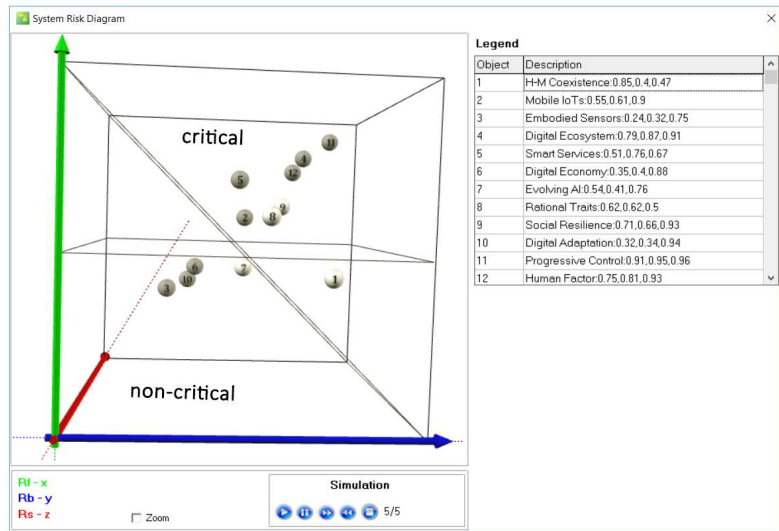 System Risk Diagram
Legend
Object Description
1 H-M Coexistence:0.85,0.4,0.47
2 Mobile IoTs:0.55,0.61,0.9
3 Embodied Sensors:0.24,0.32,0.75
4 Digital Ecosystem:0.79,0.87,0.91
5 Smart Services:0.51,0.76,0.67
6 Digital Economy:0.35,0.4,0.88
7 Evolving AI:0.54,0.41,0.76
8 Rational Traits:0.62,0.62,0.5
9 Social Resilience:0.71,0.66,0.93
10 Digital Adaptation:0.32,0.34,0.94
11 Progressive Control:0.91,0.95,0.96
12 Human Factor:0.75,0.81,0.93
critical
11
4
12
5
9
2
8
6
7
10
3
1
non-critical
Rf - x
Rb - y
Rs - z
Zoom
Simulation
5/5